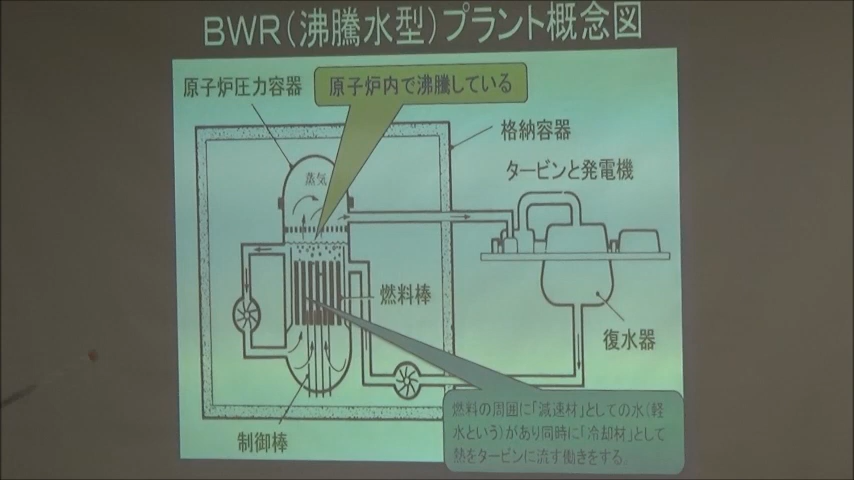 BWR(沸騰水型)プラント概念図
原子炉圧力容器
原子炉内で沸騰している
格納容器
タービンと発電機
蒸気
燃料棒
復水器
制御棒
燃料の周囲に「減速材」としての水(軽
水という)があり同時に「冷却材」として
熱をタービンに流す働きをする。